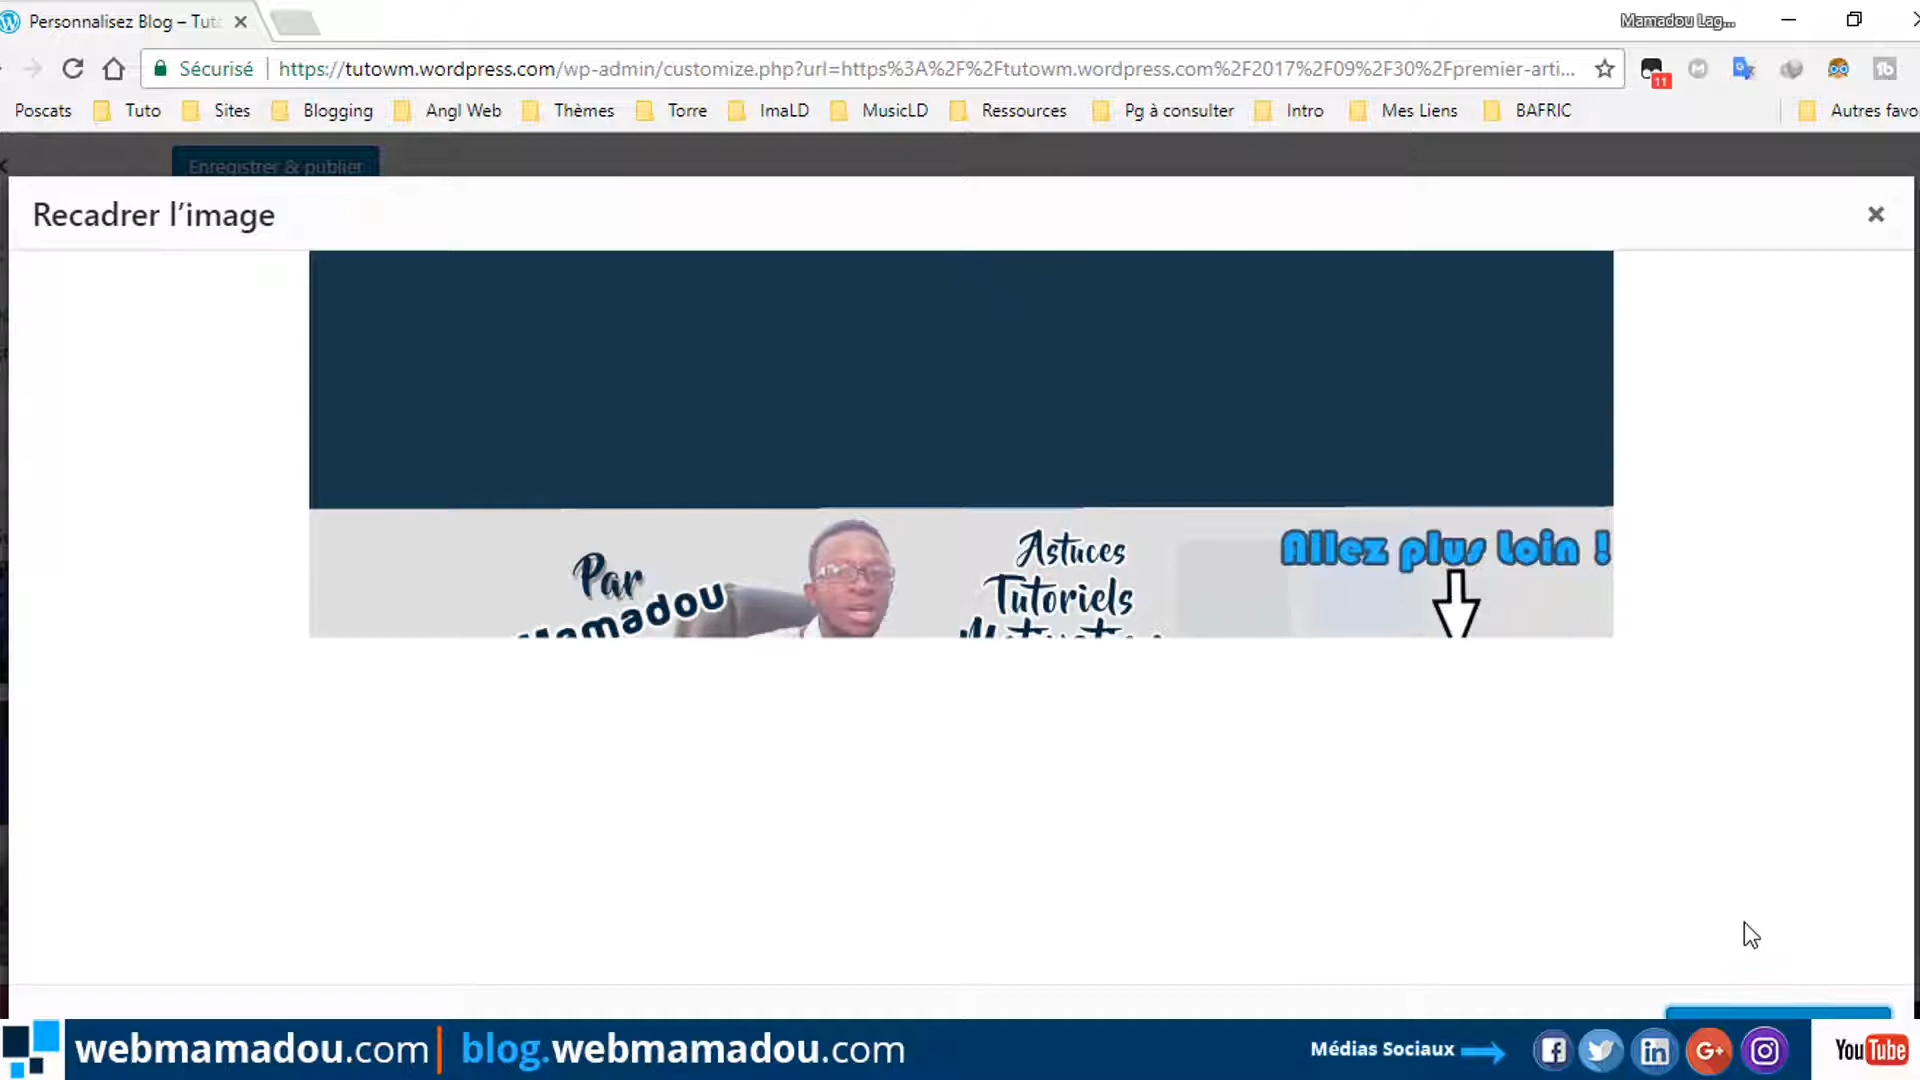 Personnalisez Blog – Tut
Mamadou Lag...
Sécurisé
https://tutowm.wordpress.com/wp-admin/customize.php?url=https%3A%2F%2Ftutowm.wordpress.com%2F2017%2F09%2F30%2Fpremier-arti...
11
Poscats
Tuto
Sites
Blogging
Angl Web
Thèmes
Torre
ImaLD
MusicLD
Ressources
Pg à consulter
Intro
Mes Liens
BAFRIC
Autres favo
Enregistrer & publier
Recadrer l’image
Par
Mamadou
Astuces
Tutoriels
Allez plus loin !
webmamadou.com
blog.webmamadou.com
Médias Sociaux
G+
YouTube